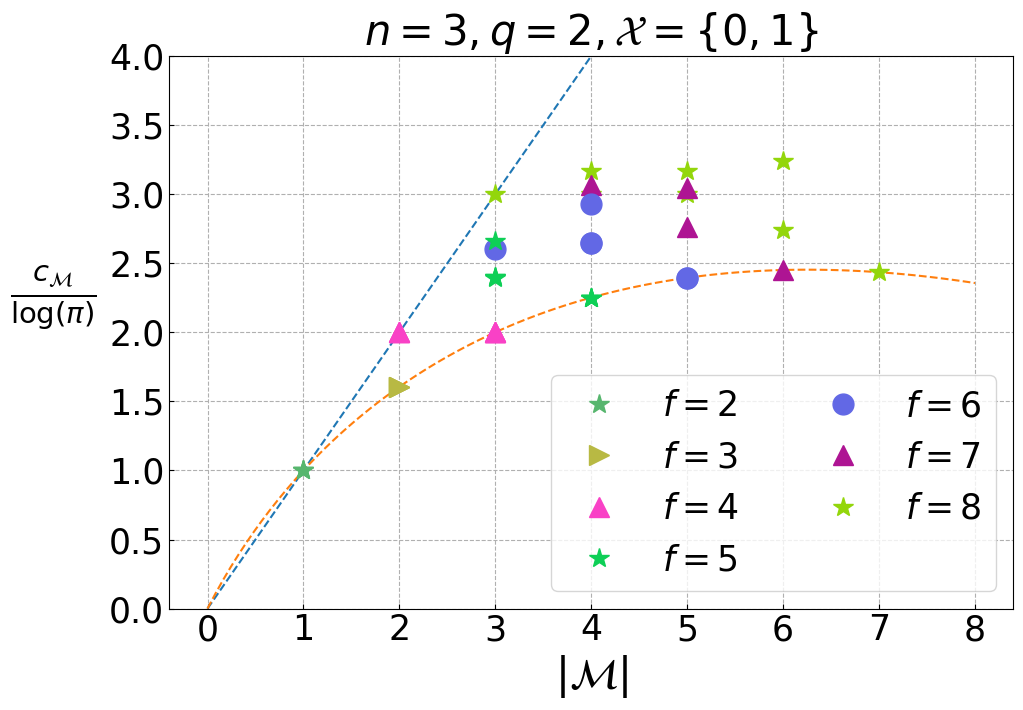 n = 3, q = 2, 𝒳 = {0, 1}
4.0
3.5
3.0
2.5
2.0
1.5
1.0
0.5
0.0
c_ℳ
log(π)
f = 2
f = 3
f = 4
f = 5
f = 6
f = 7
f = 8
0 1 2 3 4 5 6 7 8
|ℳ|